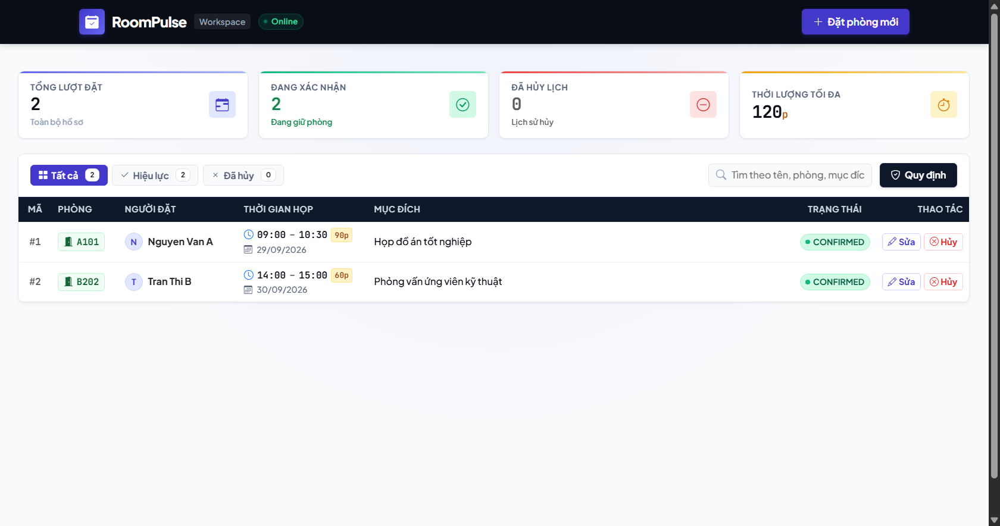 RoomPulse Workspace Online
+ Đặt phòng mới
TỔNG LƯỢT ĐẶT
2
Toàn bộ hồ sơ
ĐANG XÁC NHẬN
2
Đang giữ phòng
ĐÃ HỦY LỊCH
0
Lịch sử hủy
THỜI LƯỢNG TỐI ĐA
120p
Tất cả 2
Hiệu lực 2
Đã hủy 0
Tìm theo tên, phòng, mục đíc
Quy định
MÃ PHÒNG NGƯỜI ĐẶT THỜI GIAN HỌP MỤC ĐÍCH TRẠNG THÁI THAO TÁC
#1 A101 N Nguyen Van A 09:00 – 10:30 90p Họp đồ án tốt nghiệp CONFIRMED Sửa Hủy
29/09/2026
#2 B202 T Tran Thi B 14:00 – 15:00 60p Phỏng vấn ứng viên kỹ thuật CONFIRMED Sửa Hủy
30/09/2026